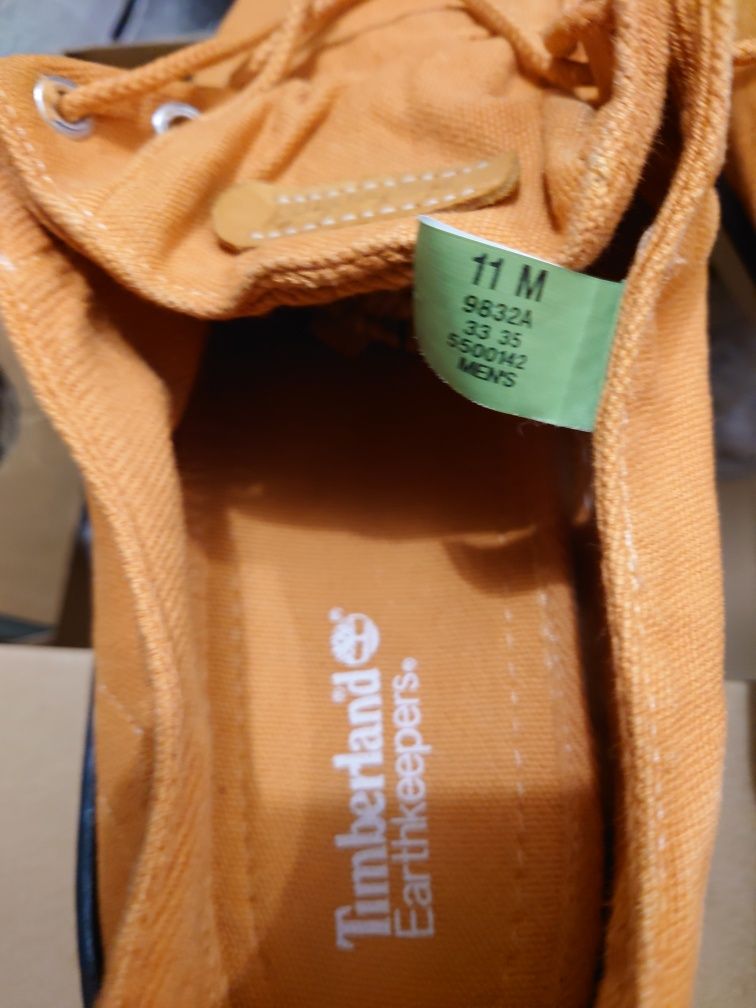 11 M
9832A
33 35
5500142
MEN'S
Timberland®
Earthkeepers®